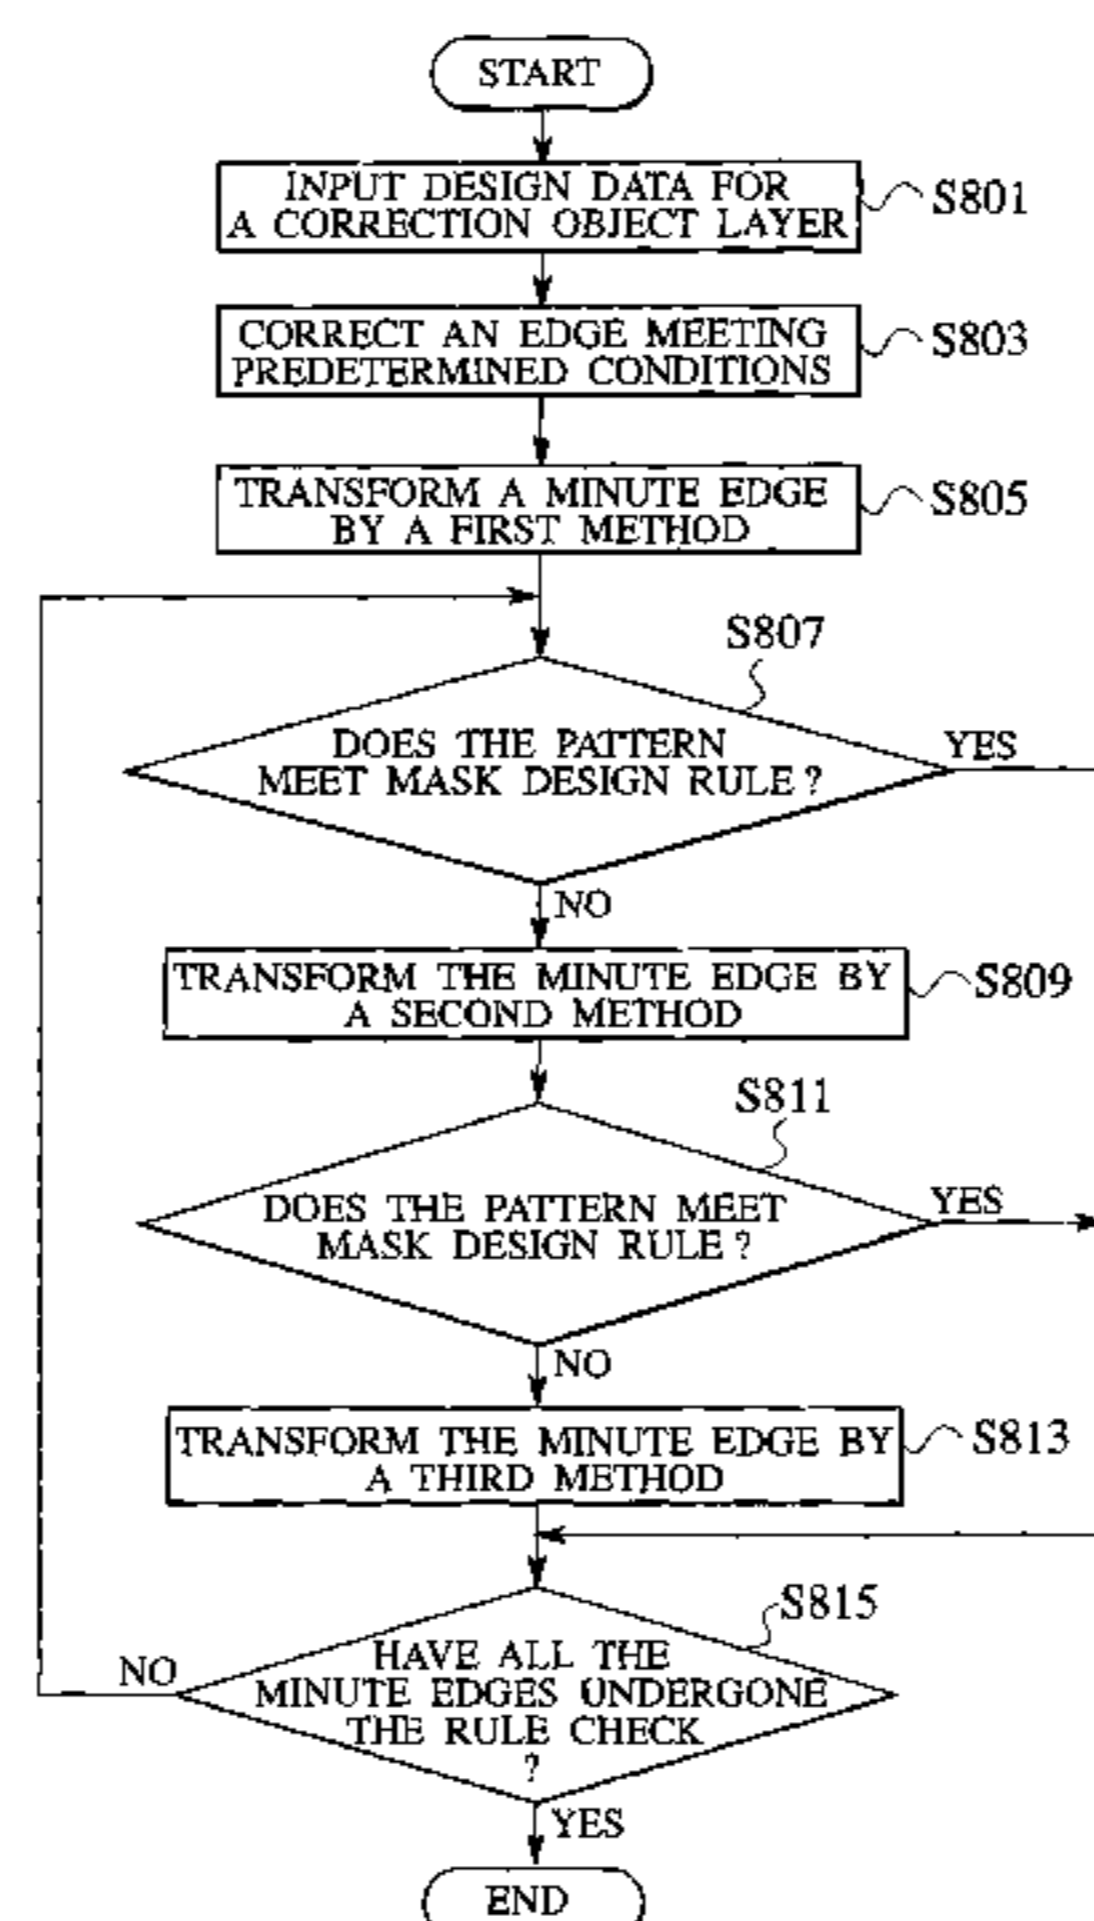 START
INPUT DESIGN DATA FOR
A CORRECTION OBJECT LAYER
S801
CORRECT AN EDGE MEETING
PREDETERMINED CONDITIONS
S803
TRANSFORM A MINUTE EDGE
BY A FIRST METHOD
S805
S807
DOES THE PATTERN
MEET MASK DESIGN RULE?
YES
NO
TRANSFORM THE MINUTE EDGE BY
A SECOND METHOD
S809
S811
DOES THE PATTERN MEET
MASK DESIGN RULE?
YES
NO
TRANSFORM THE MINUTE EDGE BY
A THIRD METHOD
S813
S815
HAVE ALL THE
MINUTE EDGES UNDERGONE
THE RULE CHECK
?
NO
YES
END